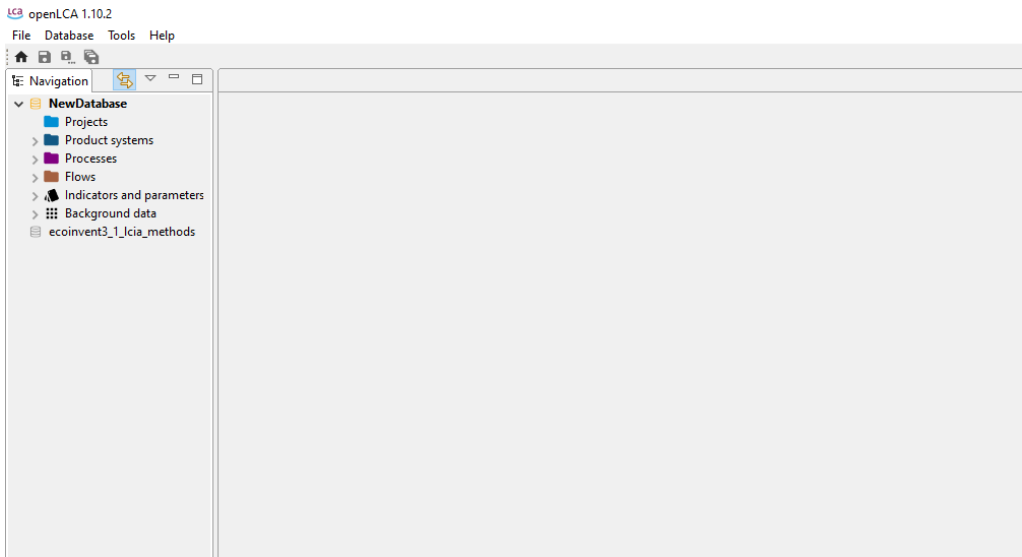 LCA openLCA 1.10.2
File Database Tools Help
Navigation
NewDatabase
Projects
Product systems
Processes
Flows
Indicators and parameters
Background data
ecoinvent3_1_lcia_methods